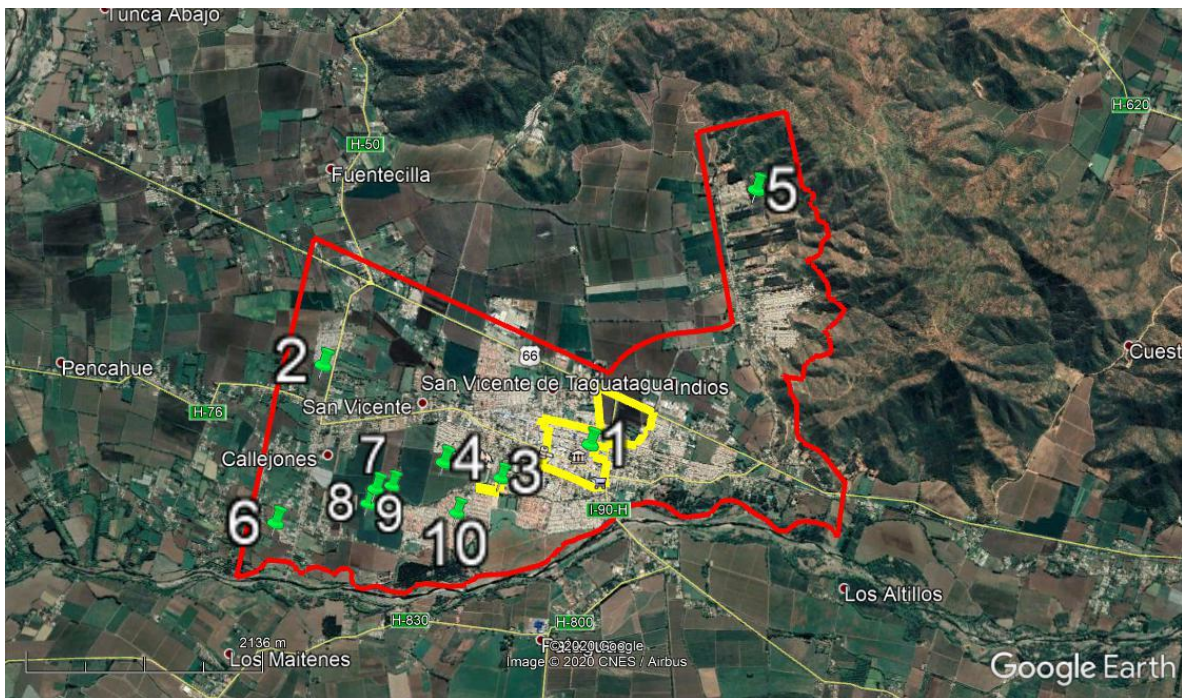 Tunca Abajo
H-620
H-50
Fuentecilla
5
66
2
Pencahue
San Vicente de Taguatagua
Indios
Cuest
H-76
San Vicente
1
7
4
3
Callejones
8
9
6
10
I-90-H
Los Altillos
H-830
H-800
2136 m
Los Maitenes
© 2020 Google
Image © 2020 CNES / Airbus
Google Earth